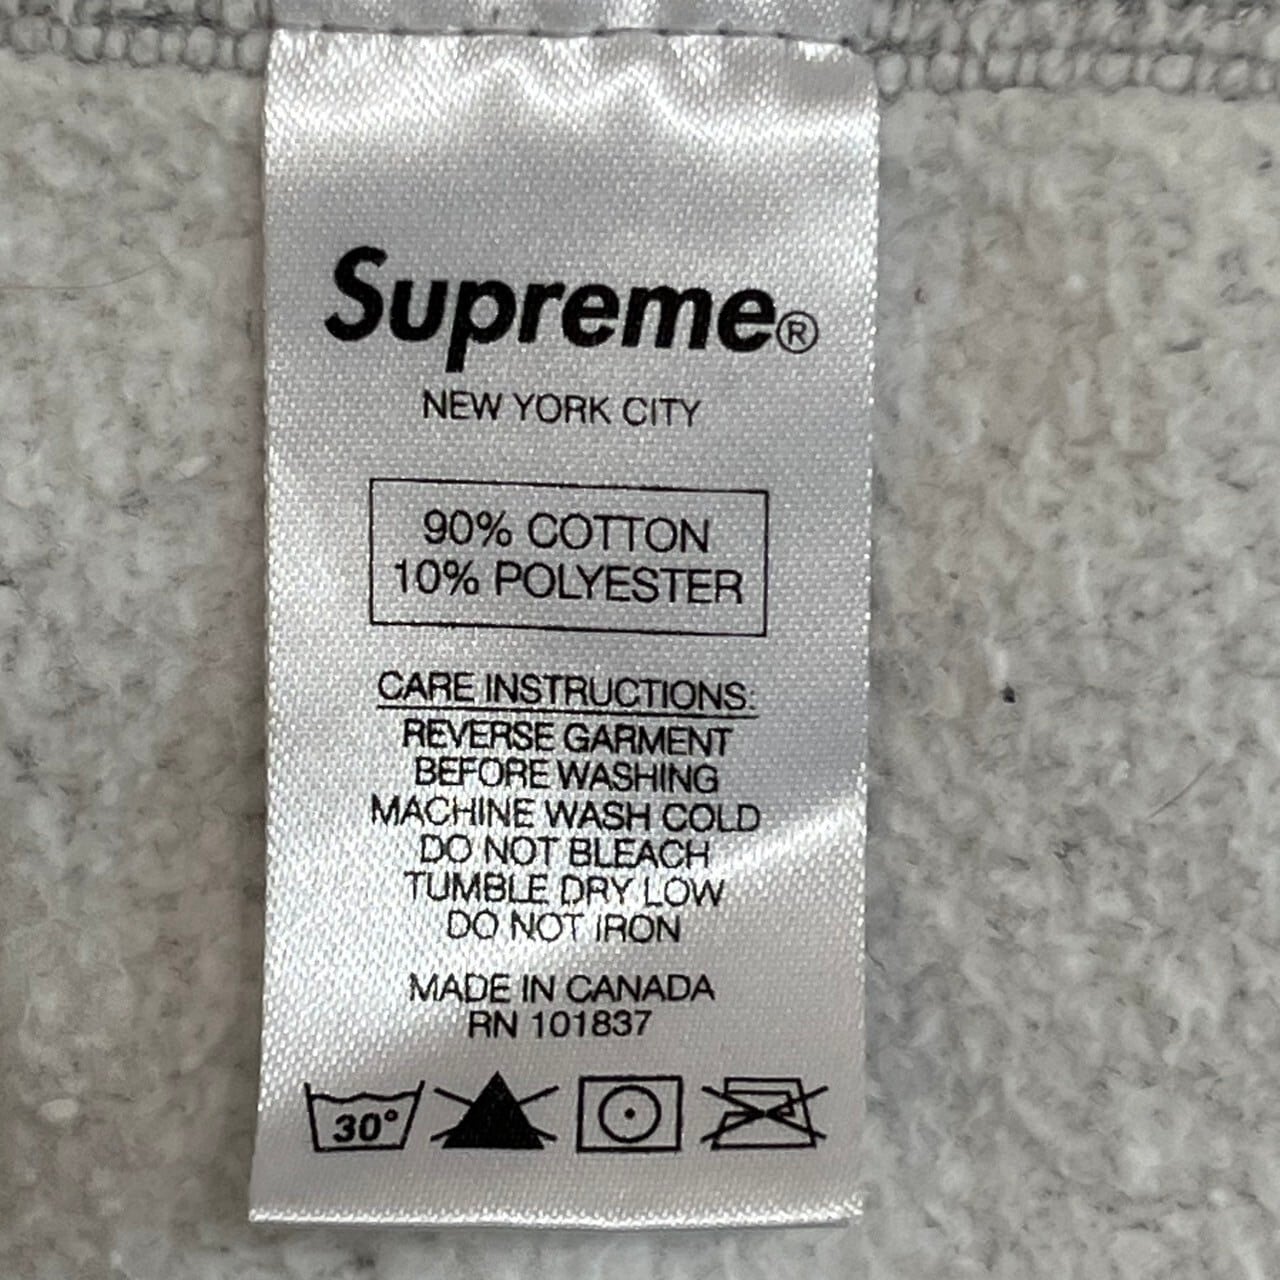 Supreme®
NEW YORK CITY
90% COTTON
10% POLYESTER
CARE INSTRUCTIONS:
REVERSE GARMENT
BEFORE WASHING
MACHINE WASH COLD
DO NOT BLEACH
TUMBLE DRY LOW
DO NOT IRON
MADE IN CANADA
RN 101837
30°